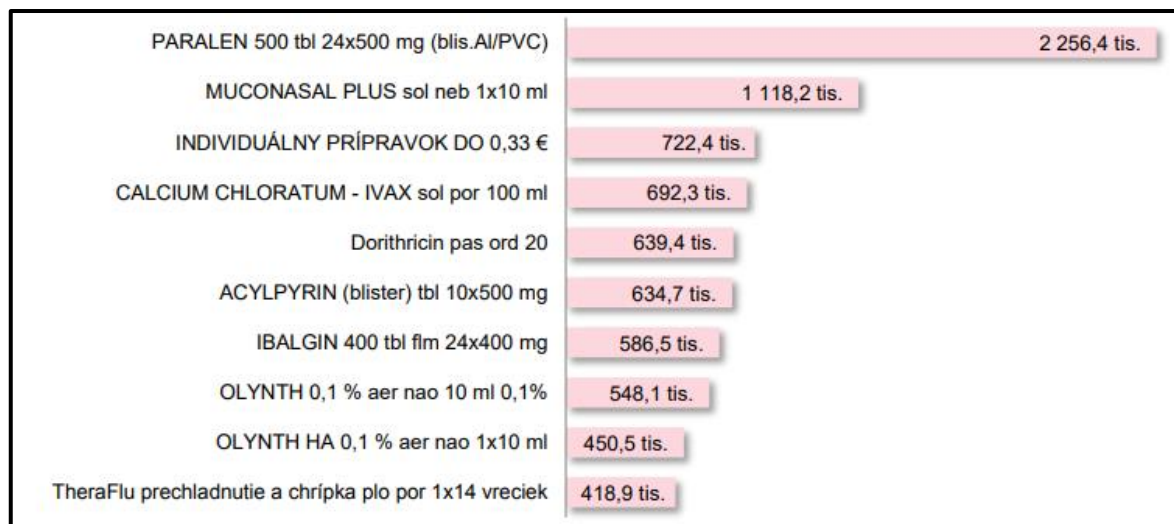 PARALEN 500 tbl 24x500 mg (blis.Al/PVC) 2 256,4 tis.
MUCONASAL PLUS sol neb 1x10 ml 1 118,2 tis.
INDIVIDUÁLNY PRÍPRAVOK DO 0,33 € 722,4 tis.
CALCIUM CHLORATUM - IVAX sol por 100 ml 692,3 tis.
Dorithricin pas ord 20 639,4 tis.
ACYLPYRIN (blister) tbl 10x500 mg 634,7 tis.
IBALGIN 400 tbl flm 24x400 mg 586,5 tis.
OLYNTH 0,1 % aer nao 10 ml 0,1% 548,1 tis.
OLYNTH HA 0,1 % aer nao 1x10 ml 450,5 tis.
TheraFlu prechladnutie a chrípka plo por 1x14 vreciek 418,9 tis.